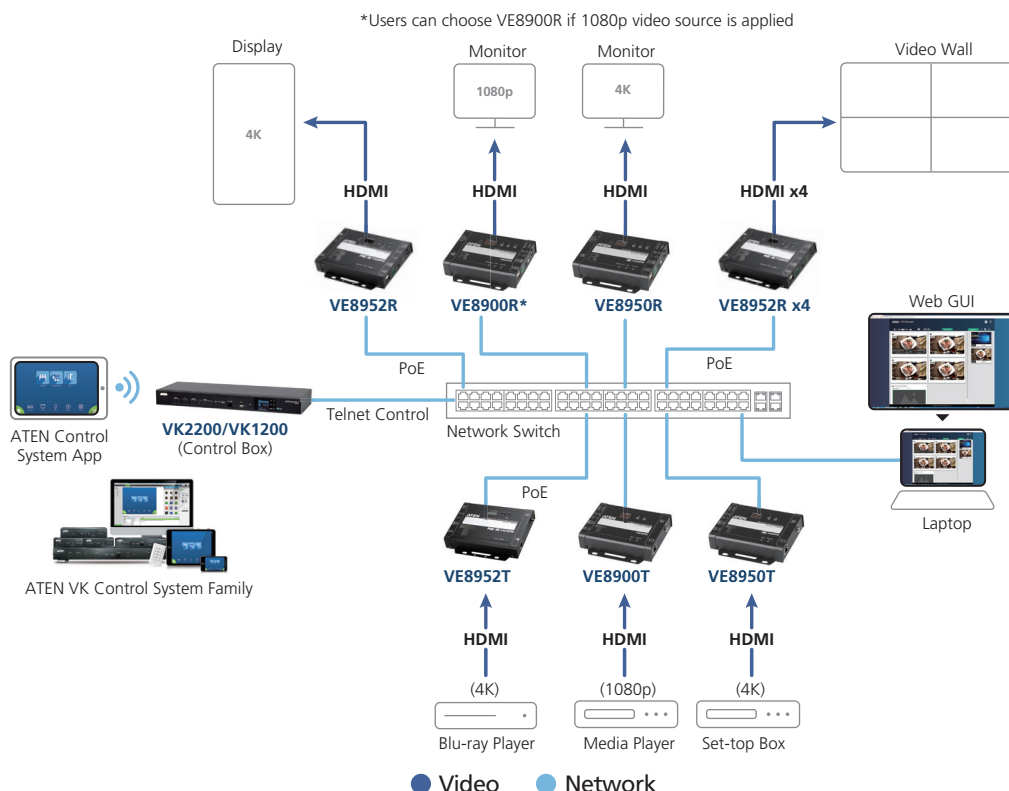 *Users can choose VE8900R if 1080p video source is applied
Display
Monitor
Monitor
Video Wall
4K
1080p
4K
HDMI
HDMI
HDMI
HDMI x4
VE8952R
VE8900R*
VE8950R
VE8952R x4
Web GUI
PoE
PoE
ATEN Control
System App
VK2200/VK1200
(Control Box)
Telnet Control
Network Switch
Laptop
PoE
ATEN VK Control System Family
VE8952T
VE8900T
VE8950T
HDMI
HDMI
HDMI
(4K)
(1080p)
(4K)
Blu-ray Player
Media Player
Set-top Box
Video
Network